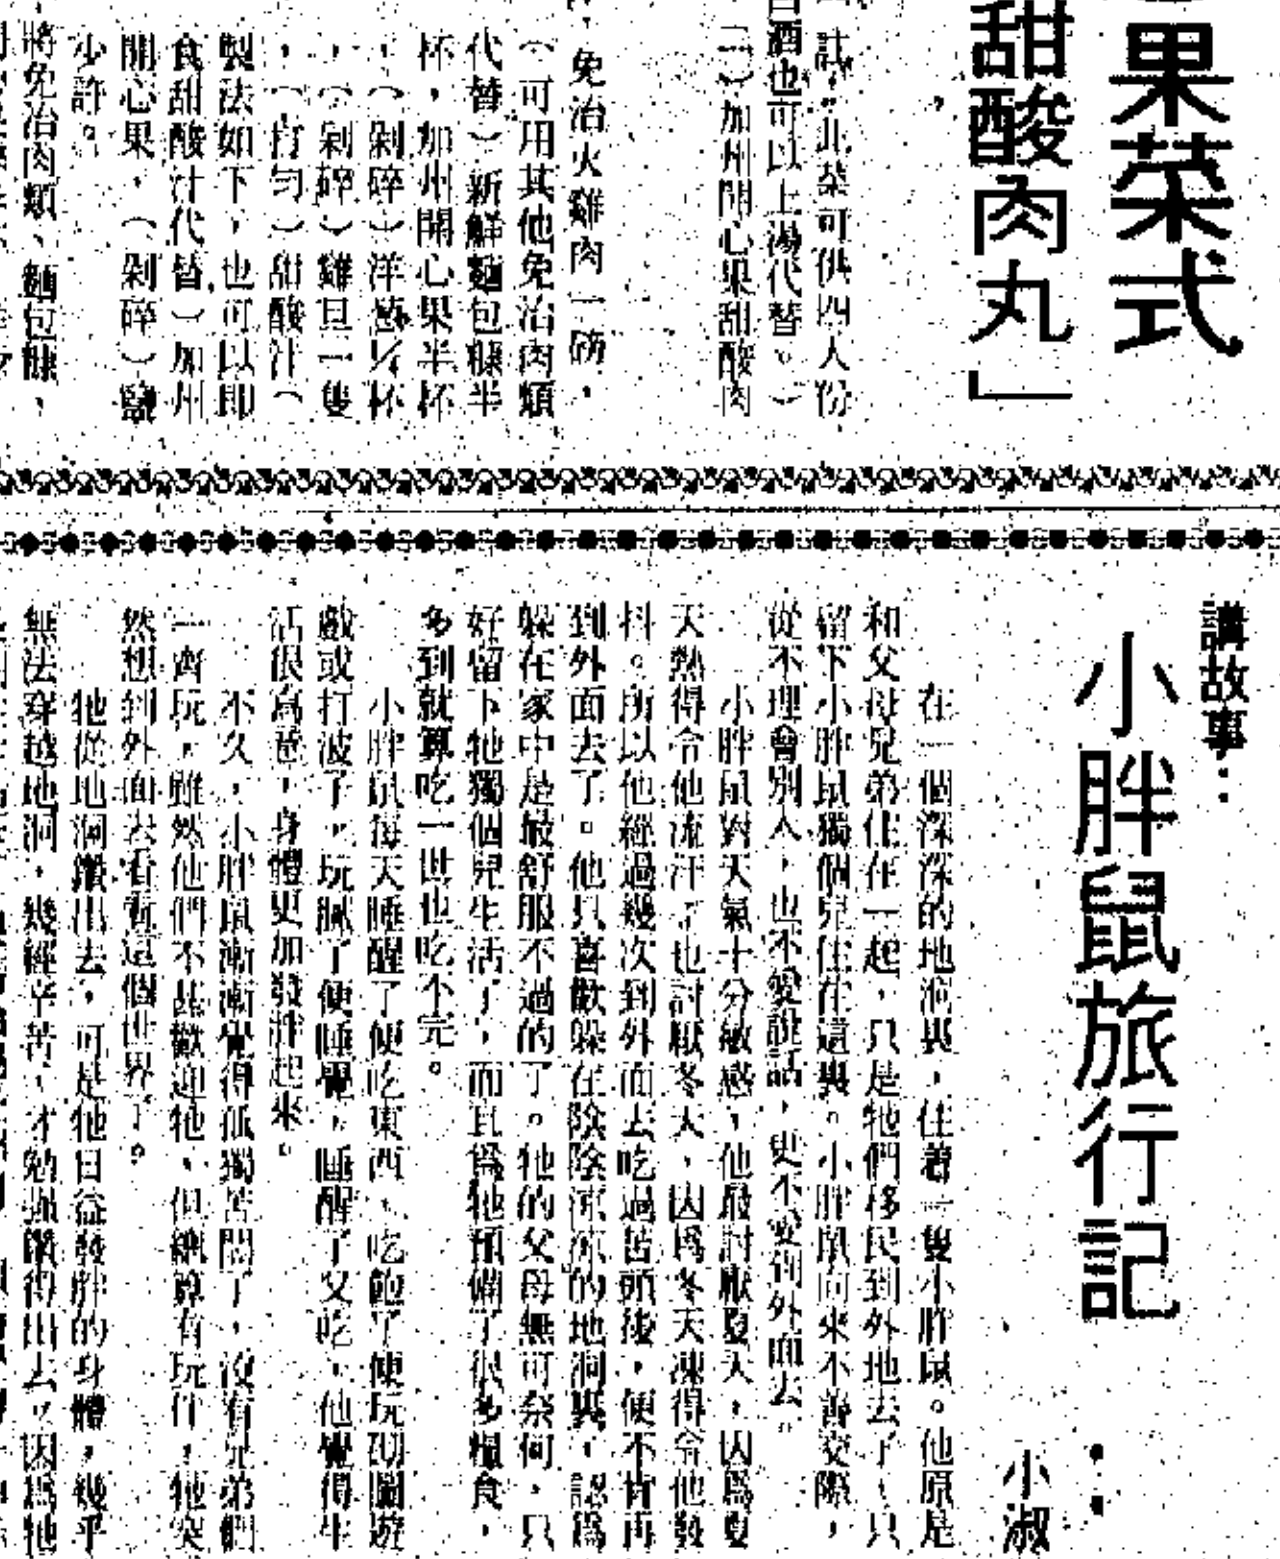 果菜式
甜酸肉丸」
註:此菜可供四人份,
白酒也可以上湯代替。)
(二)加州開心果甜酸肉
免治火雞肉一磅,
(可用其他免治肉類
代替)新鮮麵包糠半
杯,加州開心果半杯
,(剁碎)洋葱¼杯
,(剁碎)雞旦一隻
,(打勻)甜酸汁(
製法如下,也可以即
食甜酸汁代替)加州
開心果,(剁碎)鹽
少許。
將免治肉類、麵包糠,
講故事:
小胖鼠旅行記:
小淑
在一個深深的地洞裏,住着一隻小胖鼠。他原是
和父母兄弟住在一起,只是牠們移民到外地去了,只
留下小胖鼠獨個兒住在這裏。小胖鼠向來不善交際,
從不理會別人,也不愛說話,更不愛到外面去。
小胖鼠對天氣十分敏感,他最討厭夏天,因爲夏
天熱得令他流汗;也討厭冬天,因爲冬天凍得令他發
抖。所以他經過幾次到外面去吃過苦頭後,便不肯再
到外面去了。他只喜歡躲在陰陰凉凉的地洞裏,認爲
躲在家中是最舒服不過的了。牠的父母無可奈何,只
好留下牠獨個兒生活了,而且爲牠預備了很多糧食,
多到就算吃一世也吃不完。
小胖鼠每天睡醒了便吃東西,吃飽了便玩砌圖遊
戲或打波子,玩膩了便睡覺,睡醒了又吃,他覺得生
活很寫意,身體更加發胖起來。
不久,小胖鼠漸漸覺得孤獨苦悶了,沒有兄弟們
一齊玩,雖然他們不甚歡迎牠,但總算有玩伴,牠突
然想到外面去看看這個世界了。
牠從地洞鑽出去,可是牠日益發胖的身體,幾乎
無法穿越地洞,幾經辛苦,才勉強鑽得出去,因爲牠